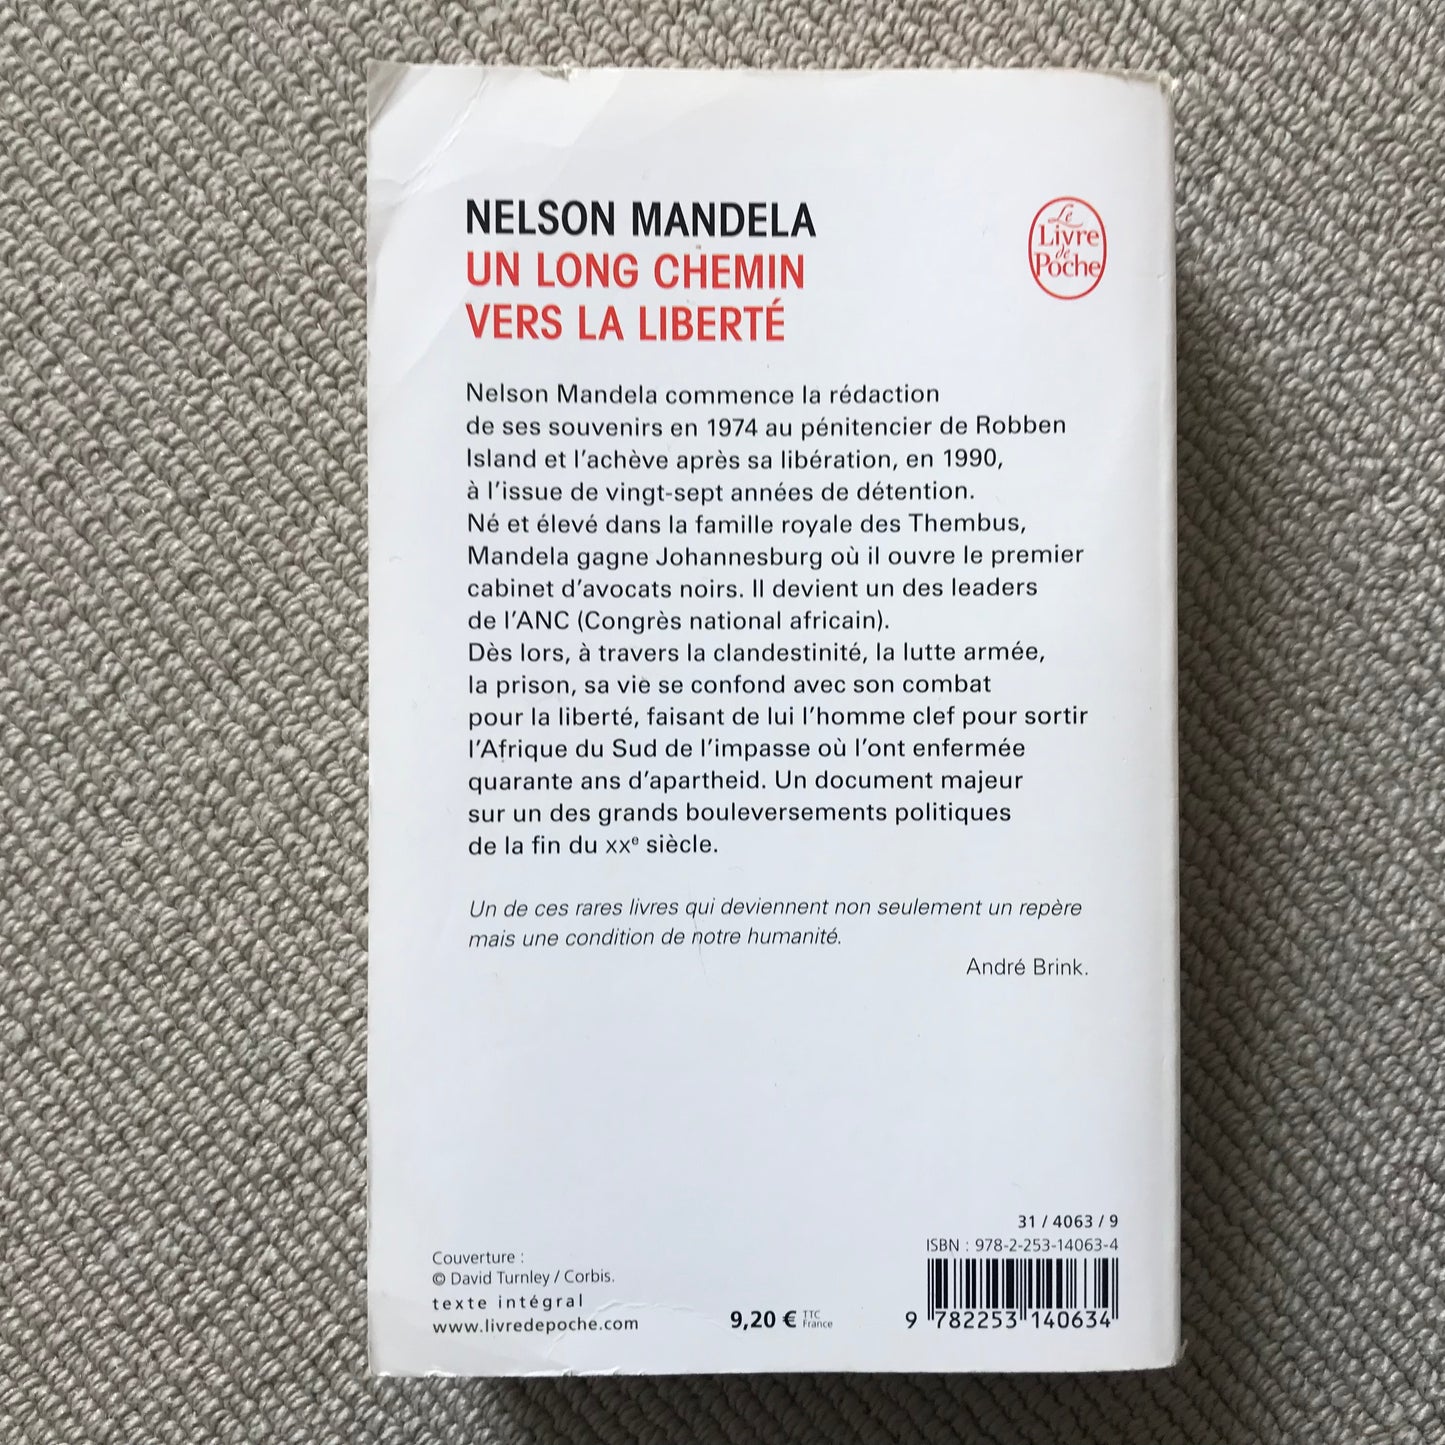 NELSON MANDELA
UN LONG CHEMIN
VERS LA LIBERTÉ
Le
Livre
de
Poche
Nelson Mandela commence la rédaction
de ses souvenirs en 1974 au pénitencier de Robben
Island et l'achève après sa libération, en 1990,
à l'issue de vingt-sept années de détention.
Né et élevé dans la famille royale des Thembus,
Mandela gagne Johannesburg où il ouvre le premier
cabinet d'avocats noirs. Il devient un des leaders
de l'ANC (Congrès national africain).
Dès lors, à travers la clandestinité, la lutte armée,
la prison, sa vie se confond avec son combat
pour la liberté, faisant de lui l'homme clef pour sortir
l'Afrique du Sud de l'impasse où l'ont enfermée
quarante ans d'apartheid. Un document majeur
sur un des grands bouleversements politiques
de la fin du XXe siècle.
Un de ces rares livres qui deviennent non seulement un repère
mais une condition de notre humanité.
André Brink.
Couverture :
© David Turnley / Corbis.
texte intégral
www.livredepoche.com
9,20 € TTC
France
31 / 4063 / 9
ISBN : 978-2-253-14063-4
9 782253 140634